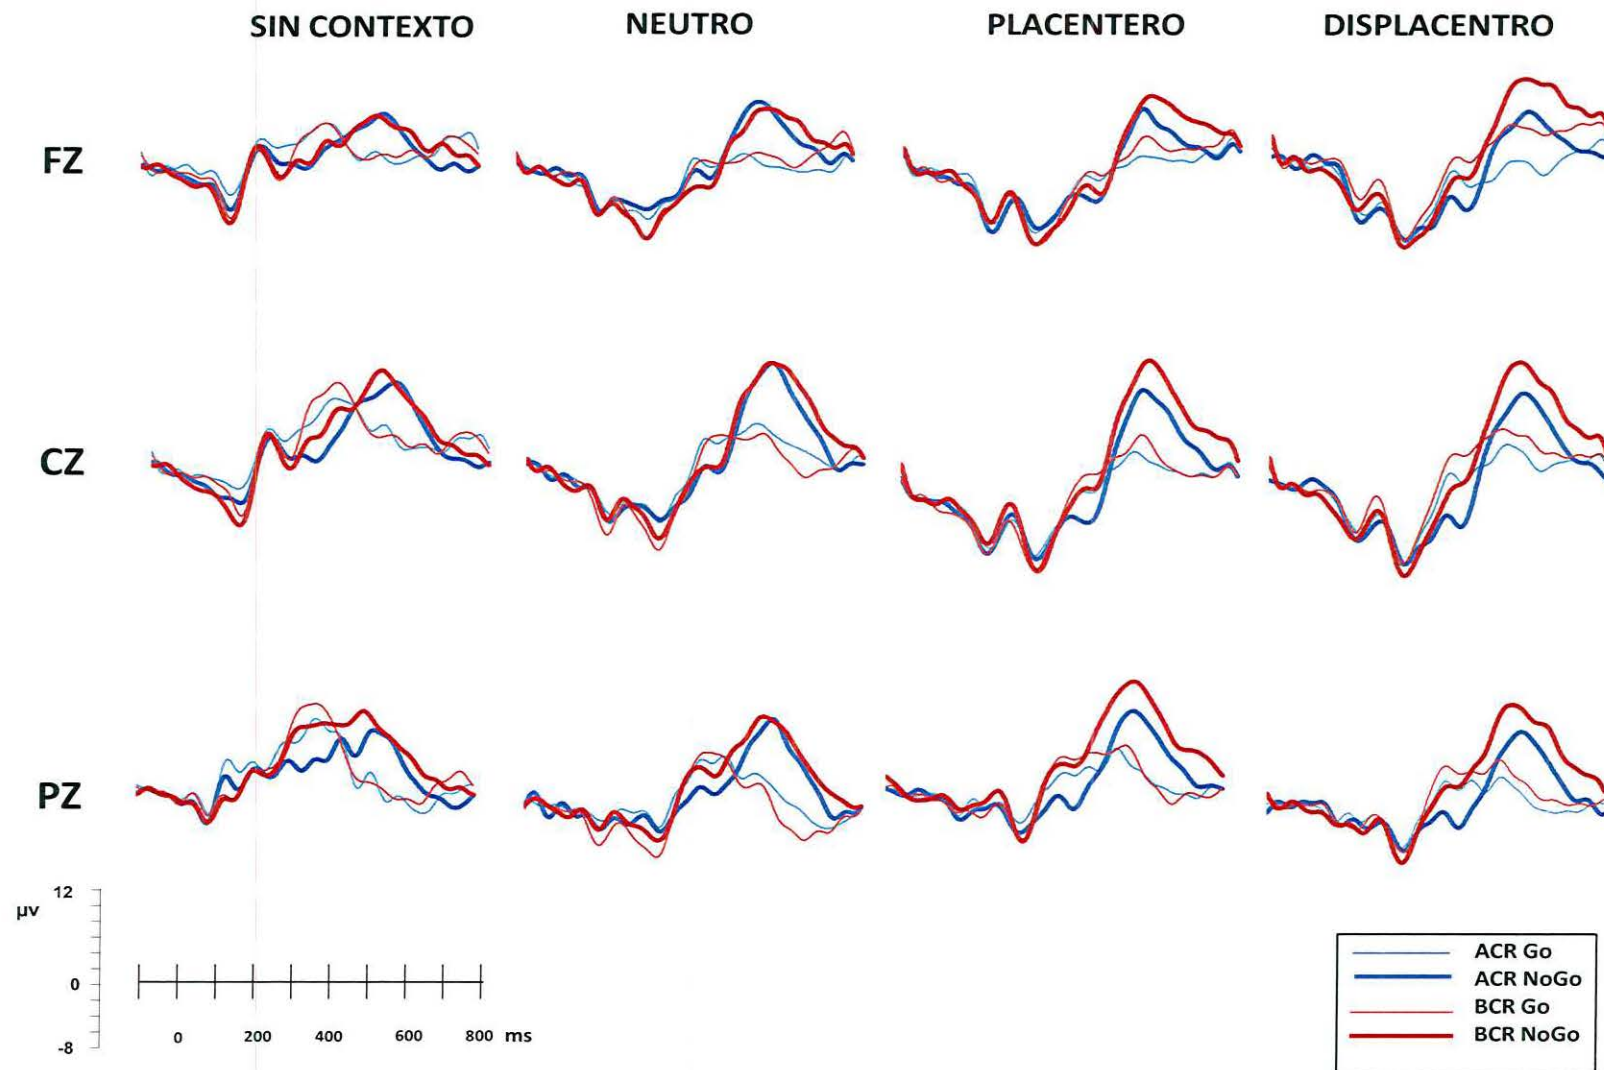 SIN CONTEXTO NEUTRO PLACENTERO DISPLACENTRO
FZ
CZ
PZ
12
μv
0
-8
0 200 400 600 800 ms
ACR Go
ACR NoGo
BCR Go
BCR NoGo